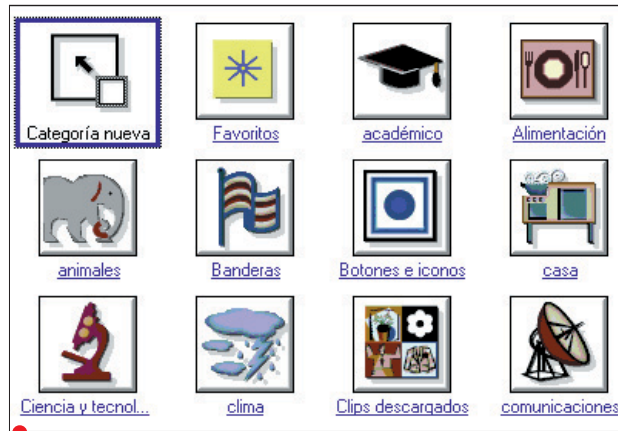 Categoría nueva
Favoritos
académico
Alimentación
animales
Banderas
Botones e iconos
casa
Ciencia y tecnol...
clima
Clips descargados
comunicaciones